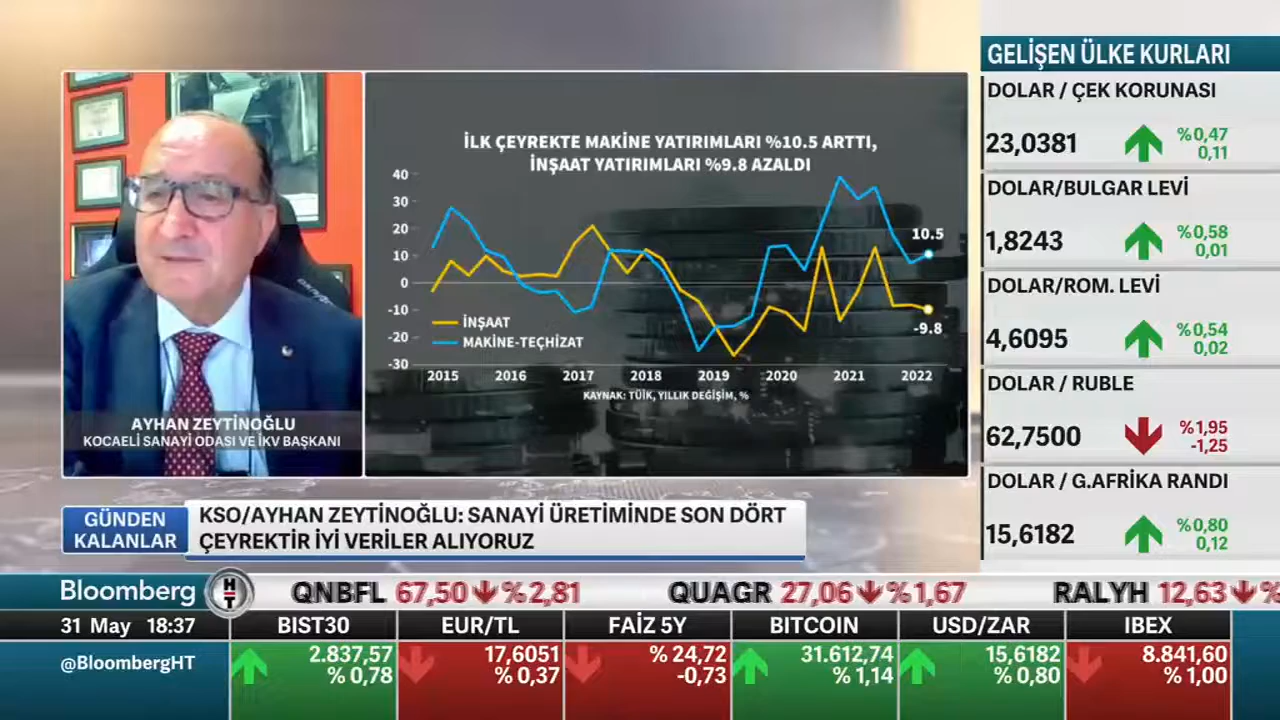 İLK ÇEYREKTE MAKİNE YATIRIMLARI %10.5 ARTTI,
İNŞAAT YATIRIMLARI %9.8 AZALDI
40
30
20
10
0
-10
-20
-30
10.5
-9.8
İNŞAAT
MAKİNE-TEÇHİZAT
2015 2016 2017 2018 2019 2020 2021 2022
KAYNAK: TÜİK, YILLIK DEĞİŞİM, %
AYHAN ZEYTİNOĞLU
KOCAELİ SANAYİ ODASI VE İKV BAŞKANI
GELİŞEN ÜLKE KURLARI
DOLAR / ÇEK KORUNASI
23,0381 %0,47
0,11
DOLAR/BULGAR LEVİ
1,8243 %0,58
0,01
DOLAR/ROM. LEVİ
4,6095 %0,54
0,02
DOLAR / RUBLE
62,7500 %1,95
-1,25
DOLAR / G.AFRİKA RANDI
15,6182 %0,80
0,12
GÜNDEN
KALANLAR
KSO/AYHAN ZEYTİNOĞLU: SANAYİ ÜRETİMİNDE SON DÖRT
ÇEYREKTİR İYİ VERİLER ALIYORUZ
Bloomberg HT QNBFL 67,50 %2,81 QUAGR 27,06 %1,67 RALYH 12,63 %
31 May 18:37 BIST30 EUR/TL FAİZ 5Y BITCOIN USD/ZAR IBEX
@BloombergHT 2.837,57 17,6051 % 24,72 31.612,74 15,6182 8.841,60
% 0,78 % 0,37 -0,73 % 1,14 % 0,80 % 1,00